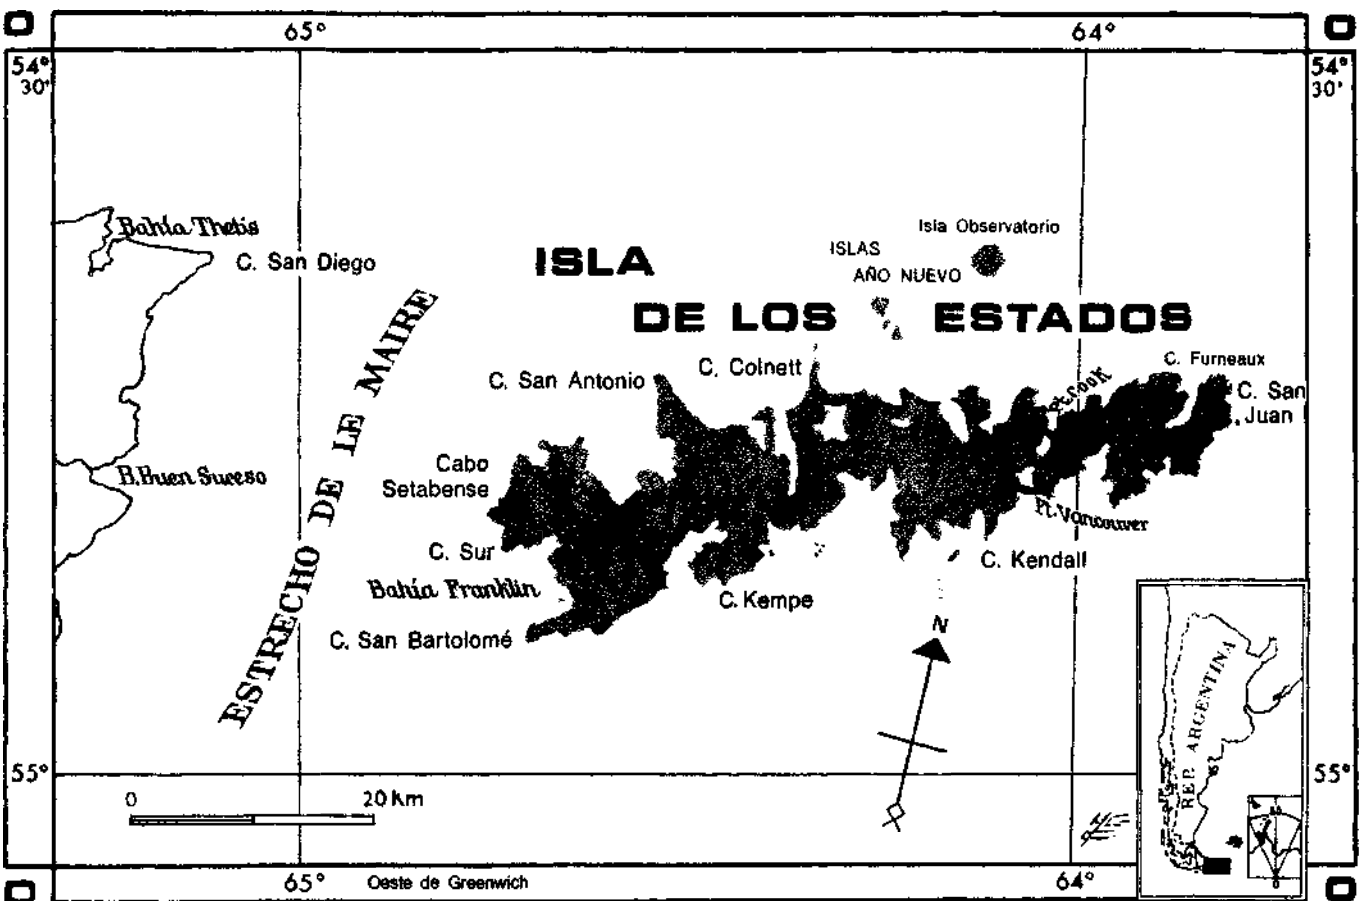 65°
64°
54°
30'
54°
30'
Bahía Thetis
C. San Diego
Isla Observatorio
ISLAS
AÑO NUEVO
ISLA
DE LOS ESTADOS
ESTRECHO DE LE MAIRE
C. San Antonio
C. Colnett
Pt. Cook
C. Furneaux
C. San
Juan
Cabo
Setabense
B. Buen Suceso
Pt. Vancouver
C. Sur
C. Kendall
Bahía Franklin
C. Kempe
C. San Bartolomé
N
REP. ARGENTINA
55°
55°
0
20 Km
65°
Oeste de Greenwich
64°